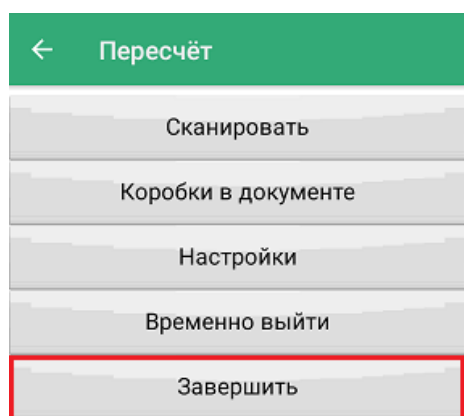 Пересчёт
Сканировать
Коробки в документе
Настройки
Временно выйти
Завершить